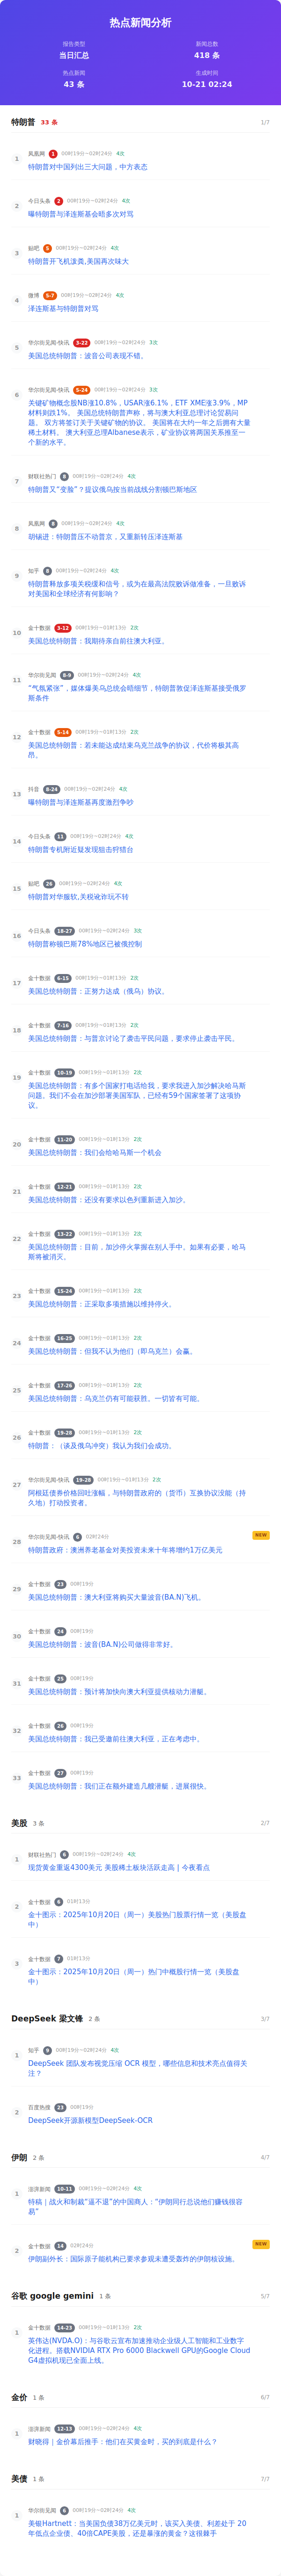 热点新闻分析
报告类型
新闻总数
当日汇总
418 条
热点新闻
生成时间
43 条
10-21 02:24
特朗普 33 条 1/7
1
凤凰网 1 00时19分~02时24分 4次
特朗普对中国列出三大问题，中方表态
2
今日头条 2 00时19分~02时24分 4次
曝特朗普与泽连斯基会晤多次对骂
3
贴吧 5 00时19分~02时24分 4次
特朗普开飞机泼粪,美国再次味大
4
微博 5-7 00时19分~02时24分 4次
泽连斯基与特朗普对骂
5
华尔街见闻-快讯 3-22 00时19分~02时24分 3次
美国总统特朗普：波音公司表现不错。
6
华尔街见闻-快讯 5-24 00时19分~02时24分 3次
关键矿物概念股NB涨10.8%，USAR涨6.1%，ETF XME涨3.9%，MP
材料则跌1%。 美国总统特朗普声称，将与澳大利亚总理讨论贸易问
题。 双方将签订关于关键矿物的协议。 美国将在大约一年之后拥有大量
稀土材料。 澳大利亚总理Albanese表示，矿业协议将两国关系推至一
个新的水平。
7
财联社热门 8 00时19分~02时24分 4次
特朗普又“变脸”？提议俄乌按当前战线分割顿巴斯地区
8
凤凰网 8 00时19分~02时24分 4次
胡锡进：特朗普压不动普京，又重新转压泽连斯基
9
知乎 8 00时19分~02时24分 4次
特朗普释放多项关税缓和信号，或为在最高法院败诉做准备，一旦败诉
对美国和全球经济有何影响？
10
金十数据 3-12 00时19分~01时13分 2次
美国总统特朗普：我期待亲自前往澳大利亚。
11
华尔街见闻 8-9 00时19分~02时24分 4次
“气氛紧张”，媒体爆美乌总统会晤细节，特朗普敦促泽连斯基接受俄罗
斯条件
12
金十数据 5-14 00时19分~01时13分 2次
美国总统特朗普：若未能达成结束乌克兰战争的协议，代价将极其高
昂。
13
抖音 8-24 00时19分~02时24分 4次
曝特朗普与泽连斯基再度激烈争吵
14
今日头条 11 00时19分~02时24分 4次
特朗普专机附近疑发现狙击狩猎台
15
贴吧 26 00时19分~02时24分 4次
特朗普对华服软,关税讹诈玩不转
16
今日头条 18-27 00时19分~02时24分 3次
特朗普称顿巴斯78%地区已被俄控制
17
金十数据 6-15 00时19分~01时13分 2次
美国总统特朗普：正努力达成（俄乌）协议。
18
金十数据 7-16 00时19分~01时13分 2次
美国总统特朗普：与普京讨论了袭击平民问题，要求停止袭击平民。
19
金十数据 10-19 00时19分~01时13分 2次
美国总统特朗普：有多个国家打电话给我，要求我进入加沙解决哈马斯
问题。我们不会在加沙部署美国军队，已经有59个国家签署了这项协
议。
20
金十数据 11-20 00时19分~01时13分 2次
美国总统特朗普：我们会给哈马斯一个机会
21
金十数据 12-21 00时19分~01时13分 2次
美国总统特朗普：还没有要求以色列重新进入加沙。
22
金十数据 13-22 00时19分~01时13分 2次
美国总统特朗普：目前，加沙停火掌握在别人手中。如果有必要，哈马
斯将被消灭。
23
金十数据 15-24 00时19分~01时13分 2次
美国总统特朗普：正采取多项措施以维持停火。
24
金十数据 16-25 00时19分~01时13分 2次
美国总统特朗普：但我不认为他们（即乌克兰）会赢。
25
金十数据 17-26 00时19分~01时13分 2次
美国总统特朗普：乌克兰仍有可能获胜。一切皆有可能。
26
金十数据 19-28 00时19分~01时13分 2次
特朗普：（谈及俄乌冲突）我认为我们会成功。
27
华尔街见闻-快讯 19-28 00时19分~01时13分 2次
阿根廷债券价格回吐涨幅，与特朗普政府的（货币）互换协议没能（持
久地）打动投资者。
28
华尔街见闻-快讯 6 02时24分 NEW
特朗普政府：澳洲养老基金对美投资未来十年将增约1万亿美元
29
金十数据 23 00时19分
美国总统特朗普：澳大利亚将购买大量波音(BA.N)飞机。
30
金十数据 24 00时19分
美国总统特朗普：波音(BA.N)公司做得非常好。
31
金十数据 25 00时19分
美国总统特朗普：预计将加快向澳大利亚提供核动力潜艇。
32
金十数据 26 00时19分
美国总统特朗普：我已受邀前往澳大利亚，正在考虑中。
33
金十数据 27 00时19分
美国总统特朗普：我们正在额外建造几艘潜艇，进展很快。
美股 3 条 2/7
1
财联社热门 6 00时19分~02时24分 4次
现货黄金重返4300美元 美股稀土板块活跃走高 | 今夜看点
2
金十数据 6 01时13分
金十图示：2025年10月20日（周一）美股热门股票行情一览（美股盘
中）
3
金十数据 7 01时13分
金十图示：2025年10月20日（周一）热门中概股行情一览（美股盘
中）
DeepSeek 梁文锋 2 条 3/7
1
知乎 9 00时19分~02时24分 4次
DeepSeek 团队发布视觉压缩 OCR 模型，哪些信息和技术亮点值得关
注？
2
百度热搜 23 00时19分
DeepSeek开源新模型DeepSeek-OCR
伊朗 2 条 4/7
1
澎湃新闻 10-11 00时19分~02时24分 4次
特稿｜战火和制裁“逼不退”的中国商人：“伊朗同行总说他们赚钱很容
易”
2
金十数据 14 02时24分 NEW
伊朗副外长：国际原子能机构已要求参观未遭受轰炸的伊朗核设施。
谷歌 google gemini 1 条 5/7
1
金十数据 14-23 00时19分~01时13分 2次
英伟达(NVDA.O)：与谷歌云宣布加速推动企业级人工智能和工业数字
化进程。搭载NVIDIA RTX Pro 6000 Blackwell GPU的Google Cloud
G4虚拟机现已全面上线。
金价 1 条 6/7
1
澎湃新闻 12-13 00时19分~02时24分 4次
财晓得｜金价幕后推手：他们在买黄金时，买的到底是什么？
美债 1 条 7/7
1
华尔街见闻 6 00时19分~02时24分 4次
美银Hartnett：当美国负债38万亿美元时，该买入美债、利差处于 20
年低点企业债、40倍CAPE美股，还是暴涨的黄金？这很棘手